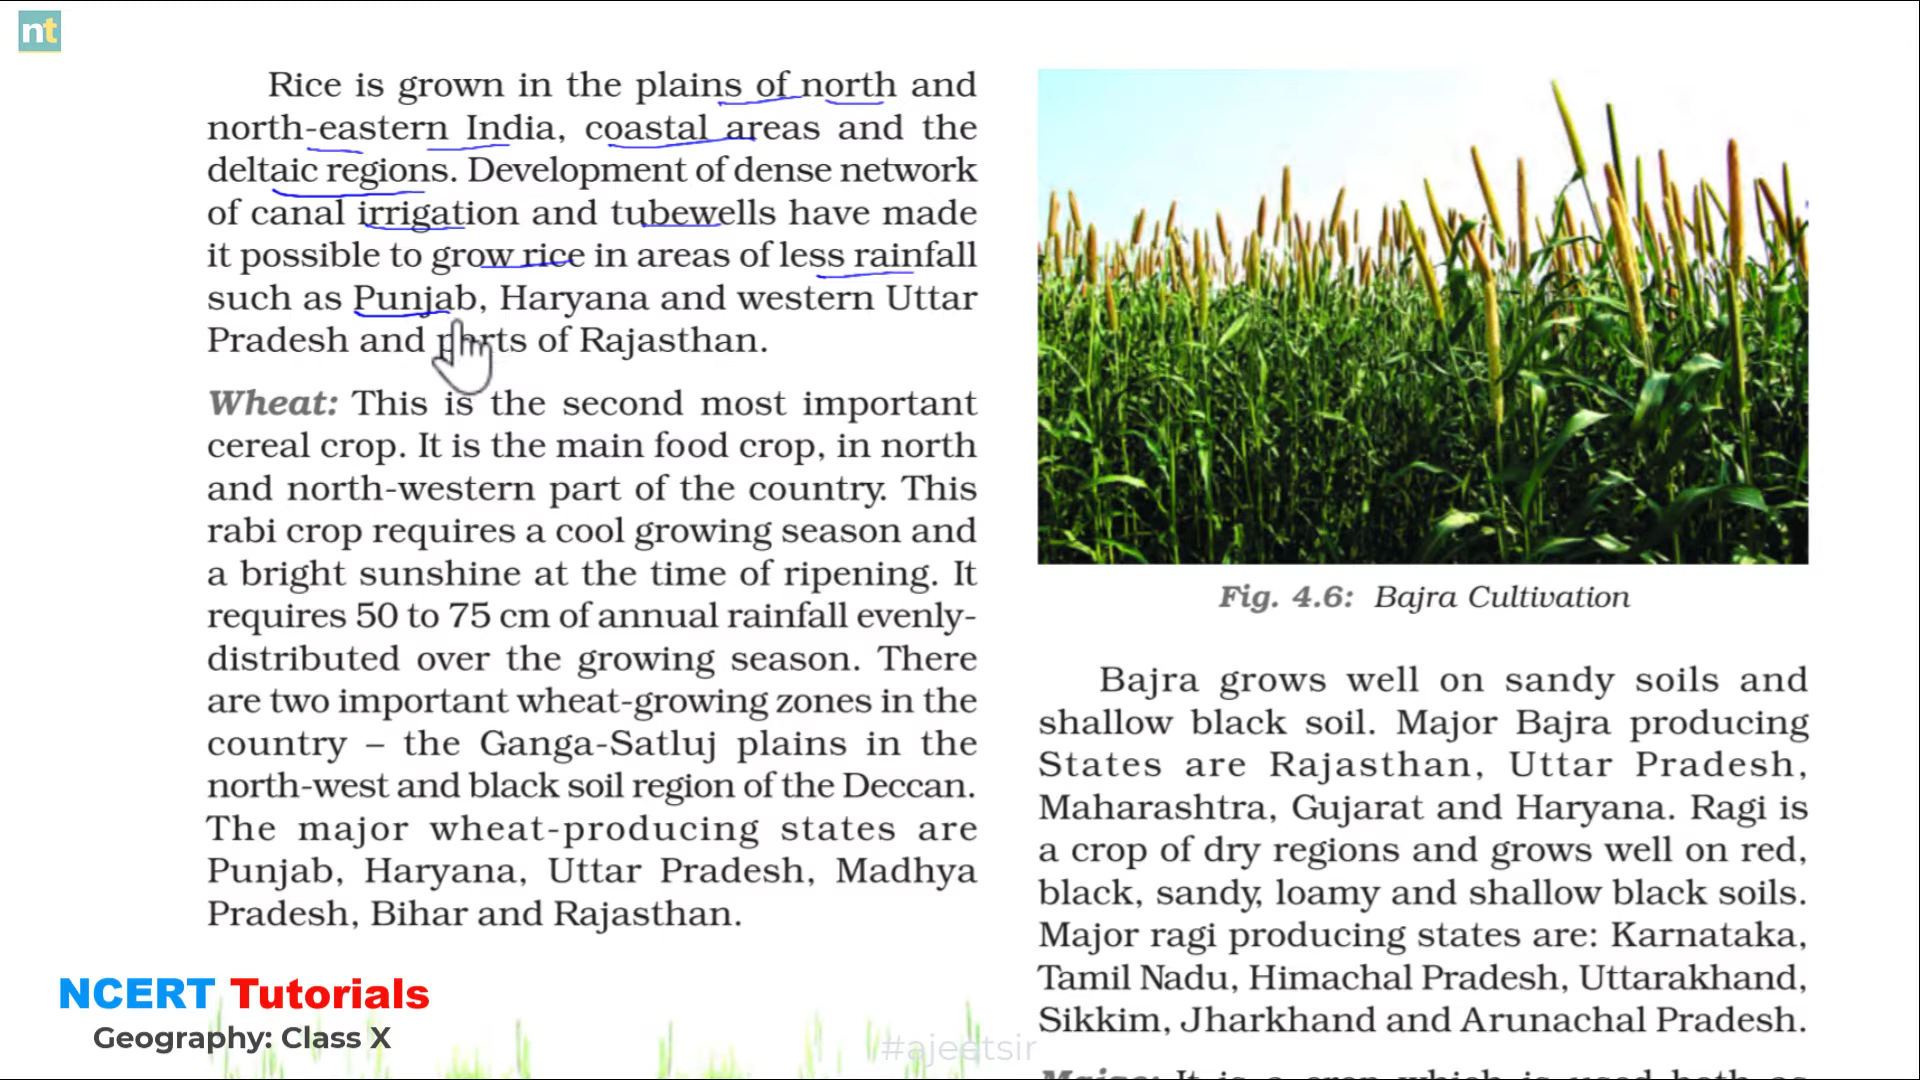 nt
Rice is grown in the plains of north and
north-eastern India, coastal areas and the
deltaic regions. Development of dense network
of canal irrigation and tubewells have made
it possible to grow rice in areas of less rainfall
such as Punjab, Haryana and western Uttar
Pradesh and parts of Rajasthan.
Wheat: This is the second most important
cereal crop. It is the main food crop, in north
and north-western part of the country. This
rabi crop requires a cool growing season and
a bright sunshine at the time of ripening. It
requires 50 to 75 cm of annual rainfall evenly-
distributed over the growing season. There
are two important wheat-growing zones in the
country – the Ganga-Satluj plains in the
north-west and black soil region of the Deccan.
The major wheat-producing states are
Punjab, Haryana, Uttar Pradesh, Madhya
Pradesh, Bihar and Rajasthan.
Fig. 4.6: Bajra Cultivation
Bajra grows well on sandy soils and
shallow black soil. Major Bajra producing
States are Rajasthan, Uttar Pradesh,
Maharashtra, Gujarat and Haryana. Ragi is
a crop of dry regions and grows well on red,
black, sandy, loamy and shallow black soils.
Major ragi producing states are: Karnataka,
Tamil Nadu, Himachal Pradesh, Uttarakhand,
Sikkim, Jharkhand and Arunachal Pradesh.
Maize: It is a crop which is used both as
NCERT Tutorials
Geography: Class X
#ajeetsir